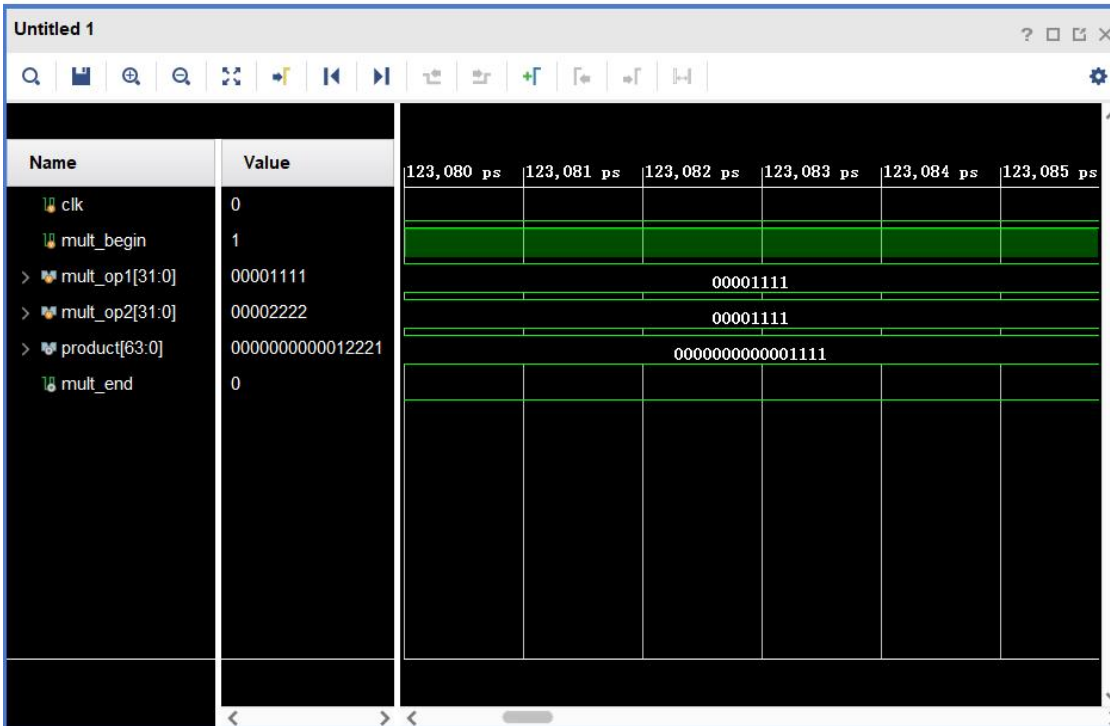 Untitled 1
Name Value 123,080 ps 123,081 ps 123,082 ps 123,083 ps 123,084 ps 123,085 ps
clk 0
mult_begin 1
mult_op1[31:0] 00001111 00001111
mult_op2[31:0] 00002222 00001111
product[63:0] 0000000000012221 0000000000001111
mult_end 0